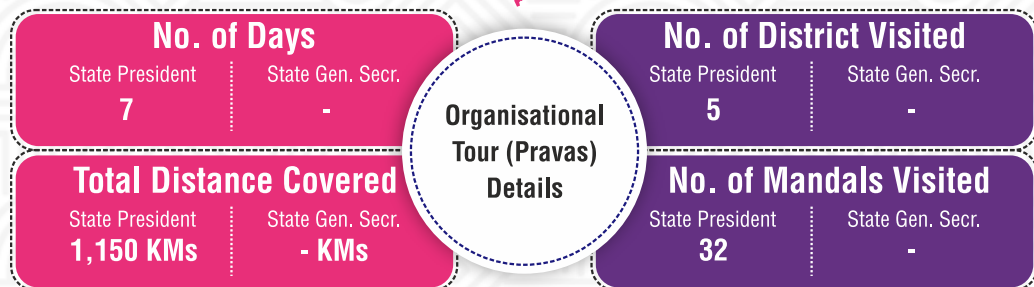 No. of Days
State President
State Gen. Secr.
7
-
Total Distance Covered
State President
State Gen. Secr.
1,150 KMs
- KMs
Organisational
Tour (Pravas)
Details
No. of District Visited
State President
State Gen. Secr.
5
-
No. of Mandals Visited
State President
State Gen. Secr.
32
-